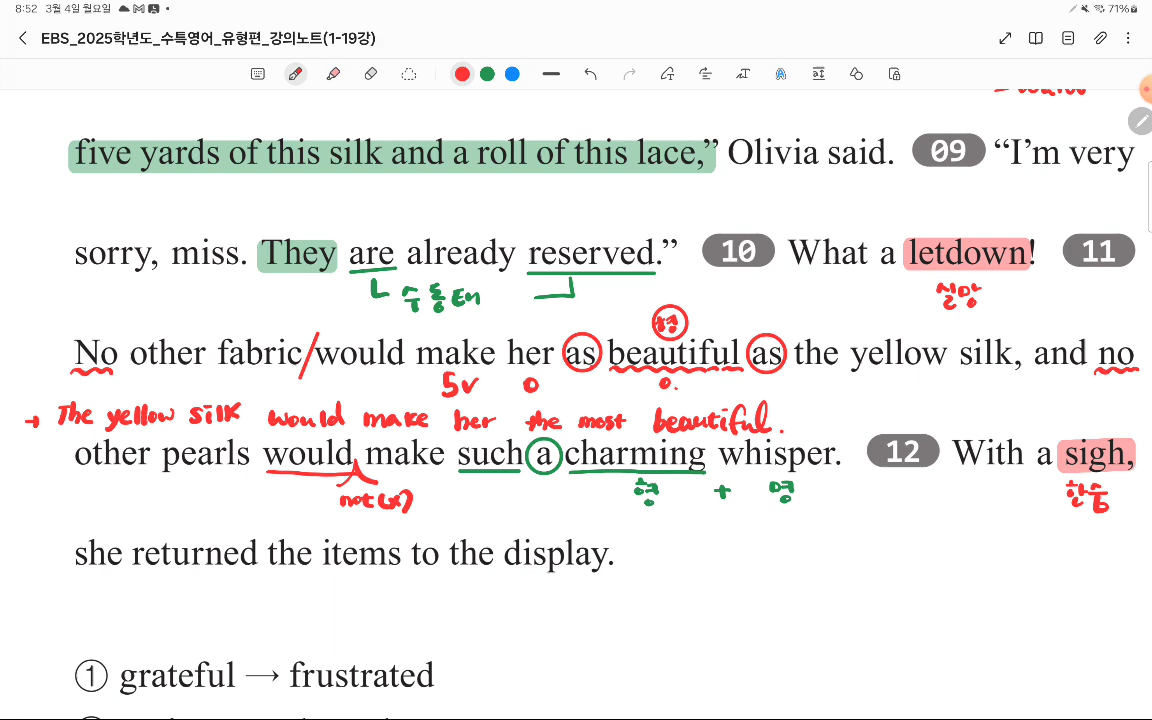 8:52 3월 4일 월요일 71%
EBS_2025학년도_수특영어_유형편_강의노트(1-19강)
five yards of this silk and a roll of this lace,” Olivia said. 09 “I’m very
sorry, miss. They are already reserved.” 10 What a letdown! 11
수동태 실망
형
No other fabric/would make her as beautiful as the yellow silk, and no
5v o o.
→ The yellow silk would make her the most beautiful.
other pearls would make such a charming whisper. 12 With a sigh,
not(x) 형 + 명 한숨
she returned the items to the display.
① grateful → frustrated